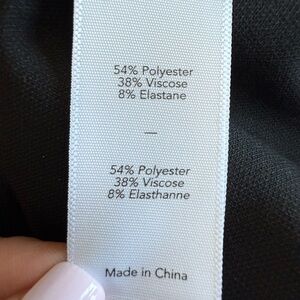 54% Polyester
38% Viscose
8% Elastane
—
54% Polyester
38% Viscose
8% Elasthanne
Made in China